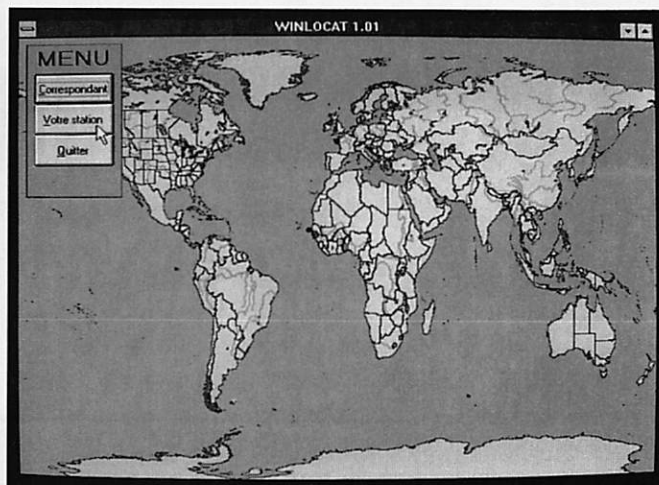 WINLOCAT 1.01
MENU
Correspondant
Votre station
Quitter